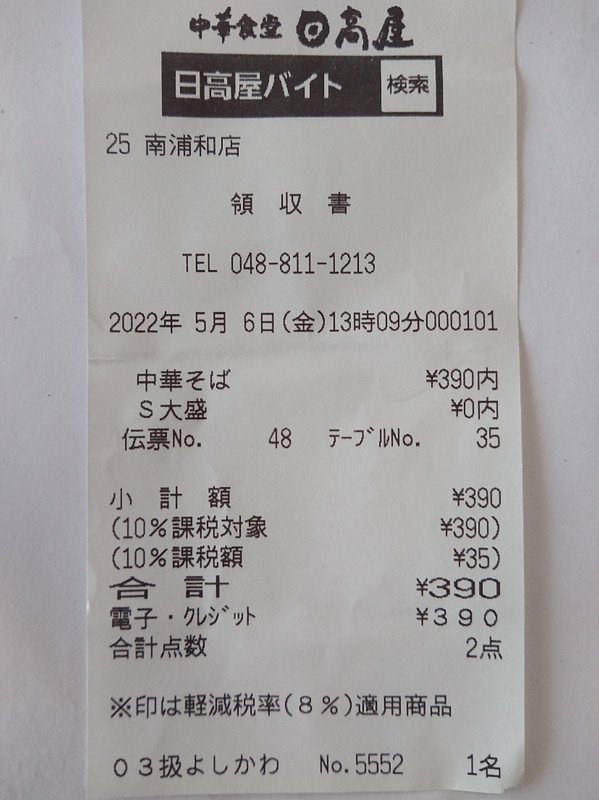 中華食堂 日高屋
日高屋バイト 検索
25 南浦和店
領 収 書
TEL 048-811-1213
2022年 5月 6日(金)13時09分000101
中華そば ¥390内
S大盛 ¥0内
伝票No. 48 テーブルNo. 35
小 計 額 ¥390
(10%課税対象 ¥390)
(10%課税額 ¥35)
合 計 ¥390
電子・クレジット ¥390
合計点数 2点
※印は軽減税率(8%)適用商品
03扱よしかわ No.5552 1名